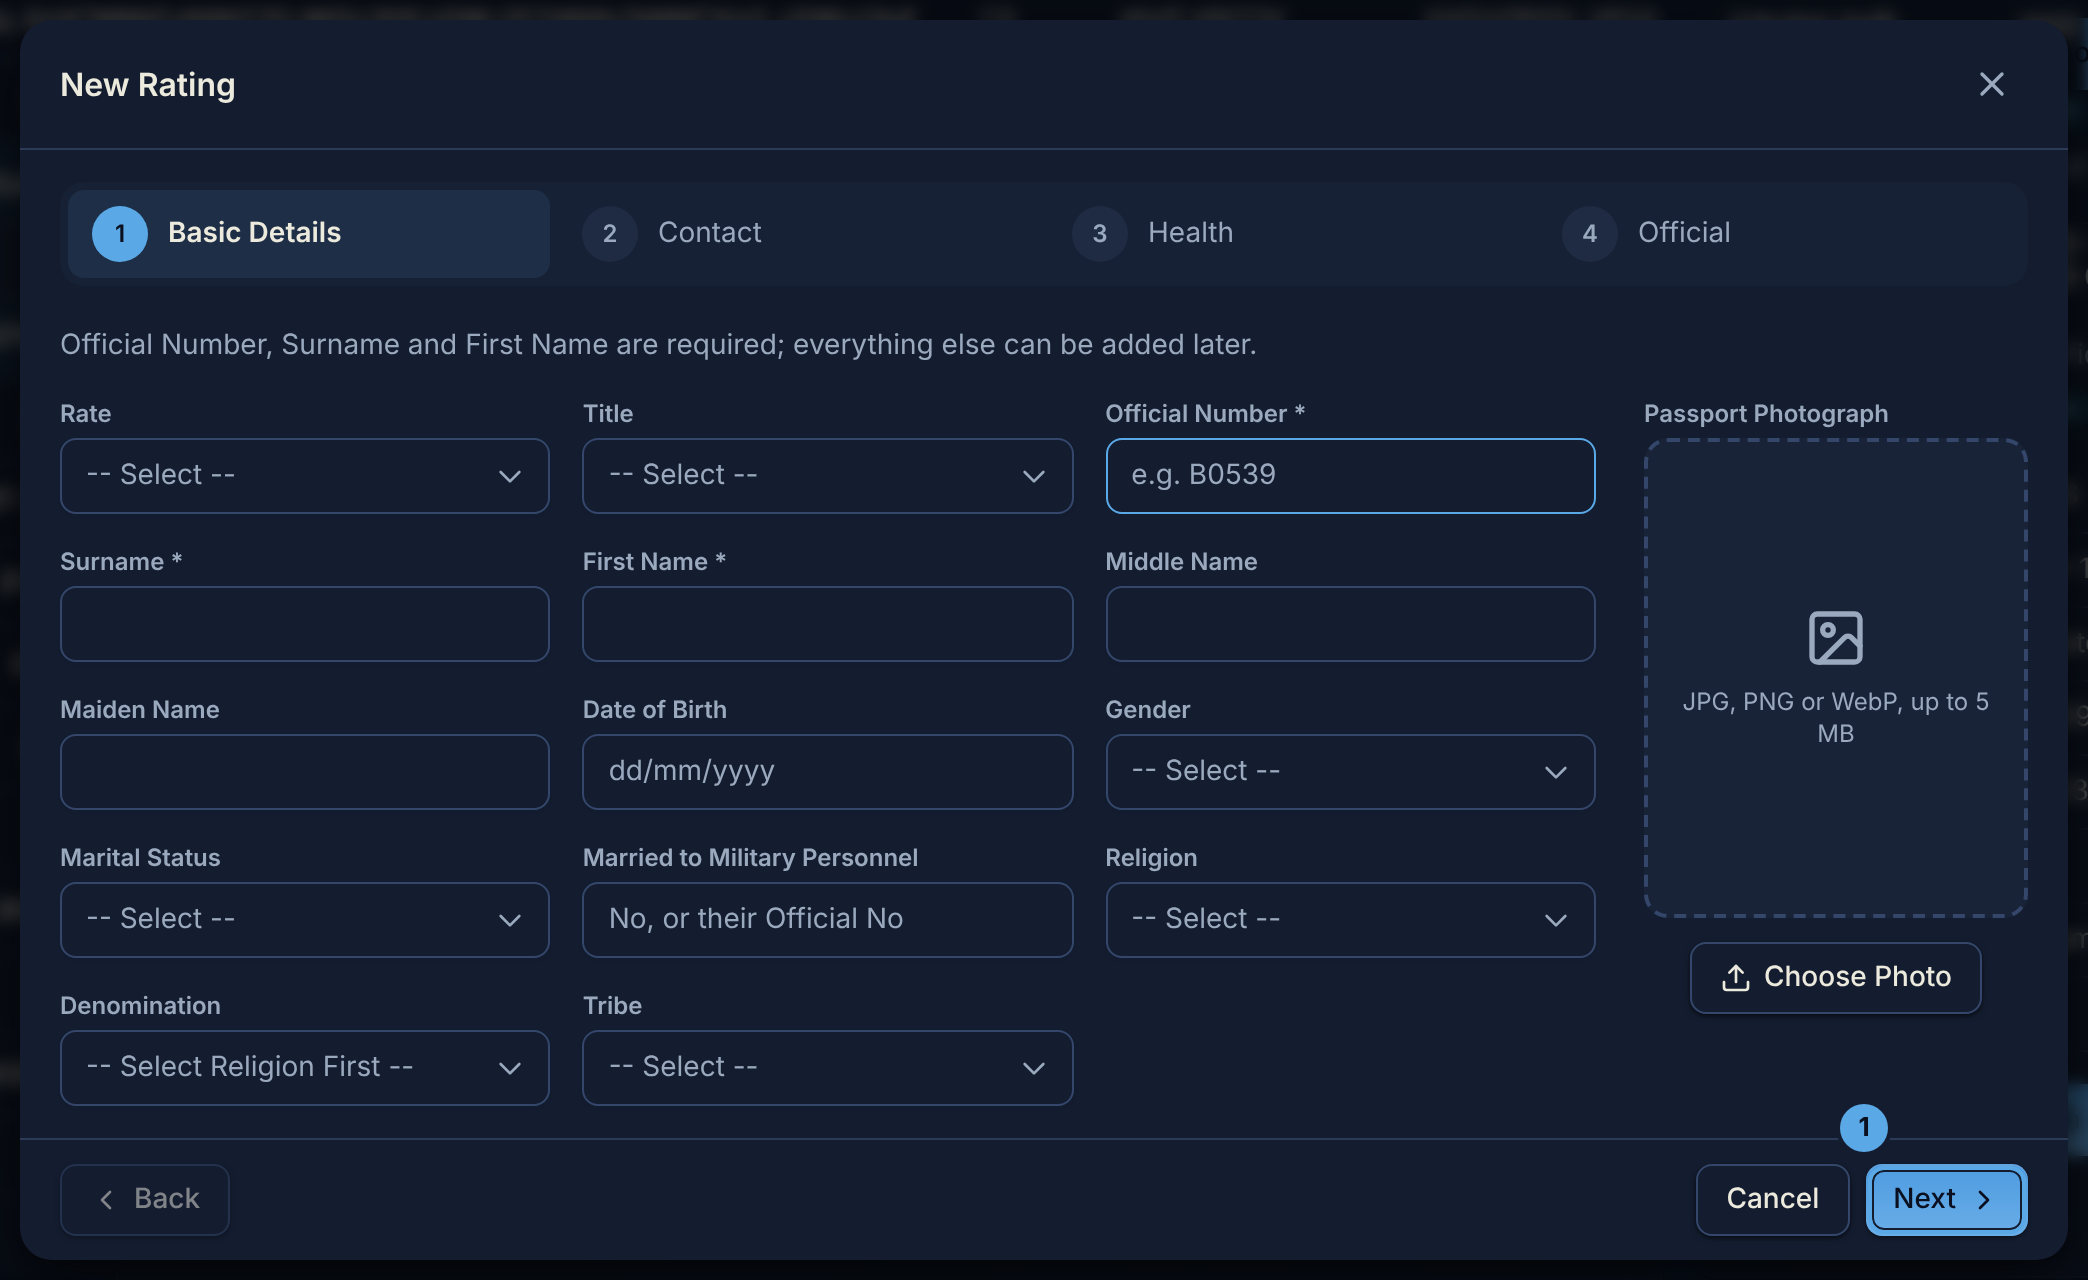 New Rating
1 Basic Details
2 Contact
3 Health
4 Official
Official Number, Surname and First Name are required; everything else can be added later.
Rate
Title
Official Number *
Passport Photograph
-- Select --
-- Select --
e.g. B0539
Surname *
First Name *
Middle Name
JPG, PNG or WebP, up to 5
MB
Maiden Name
Date of Birth
Gender
dd/mm/yyyy
-- Select --
Marital Status
Married to Military Personnel
Religion
-- Select --
No, or their Official No
-- Select --
Choose Photo
Denomination
Tribe
-- Select Religion First --
-- Select --
1
Back
Cancel
Next